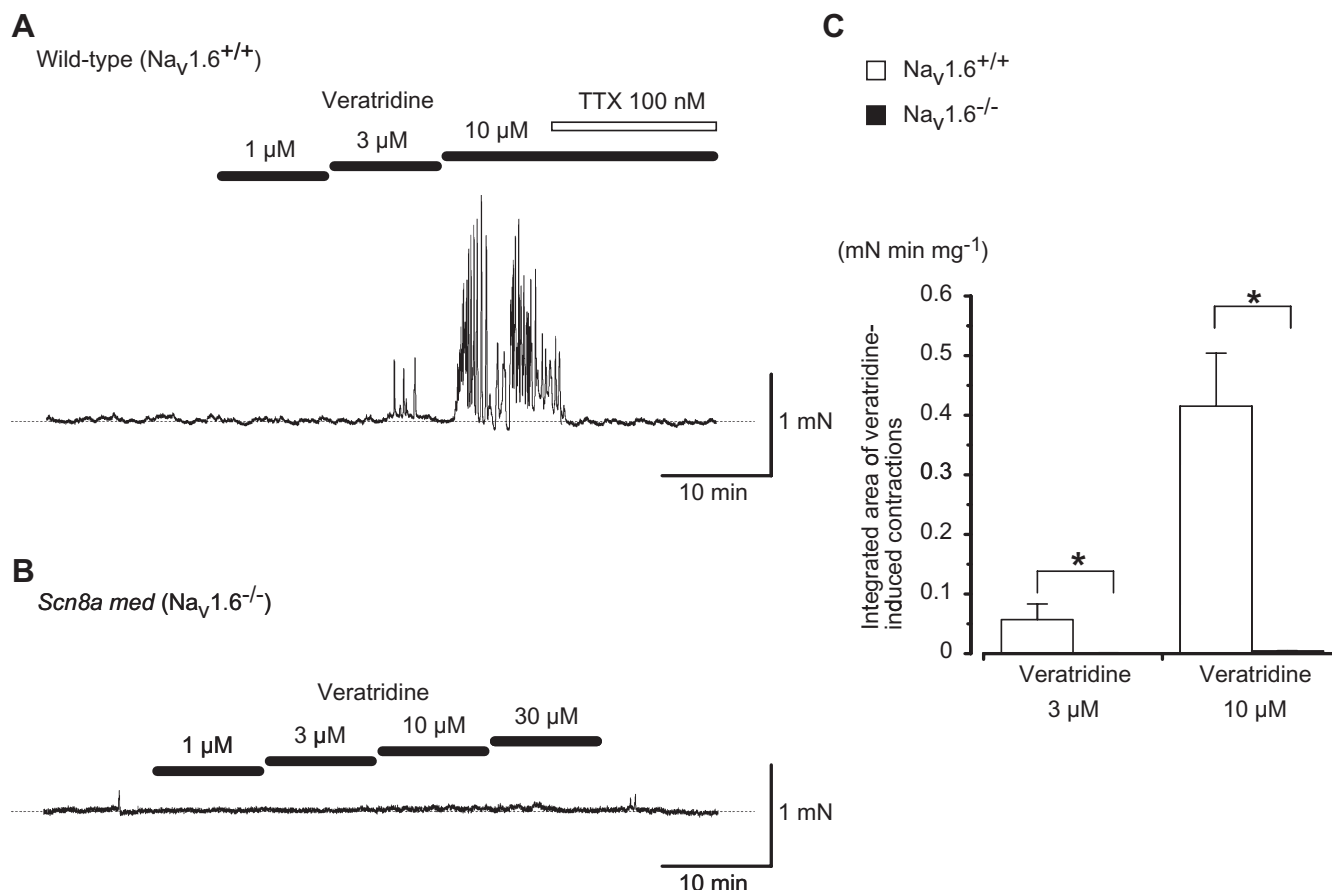 A
Wild-type (NaV1.6+/+)
Veratridine
TTX 100 nM
1 µM
3 µM
10 µM
1 mN
10 min
B
Scn8a med (NaV1.6-/-)
Veratridine
1 µM
3 µM
10 µM
30 µM
1 mN
10 min
C
NaV1.6+/+
NaV1.6-/-
(mN min mg-1)
Integrated area of veratridine-
induced contractions
0.6
0.5
0.4
0.3
0.2
0.1
0
*
*
Veratridine
3 µM
Veratridine
10 µM